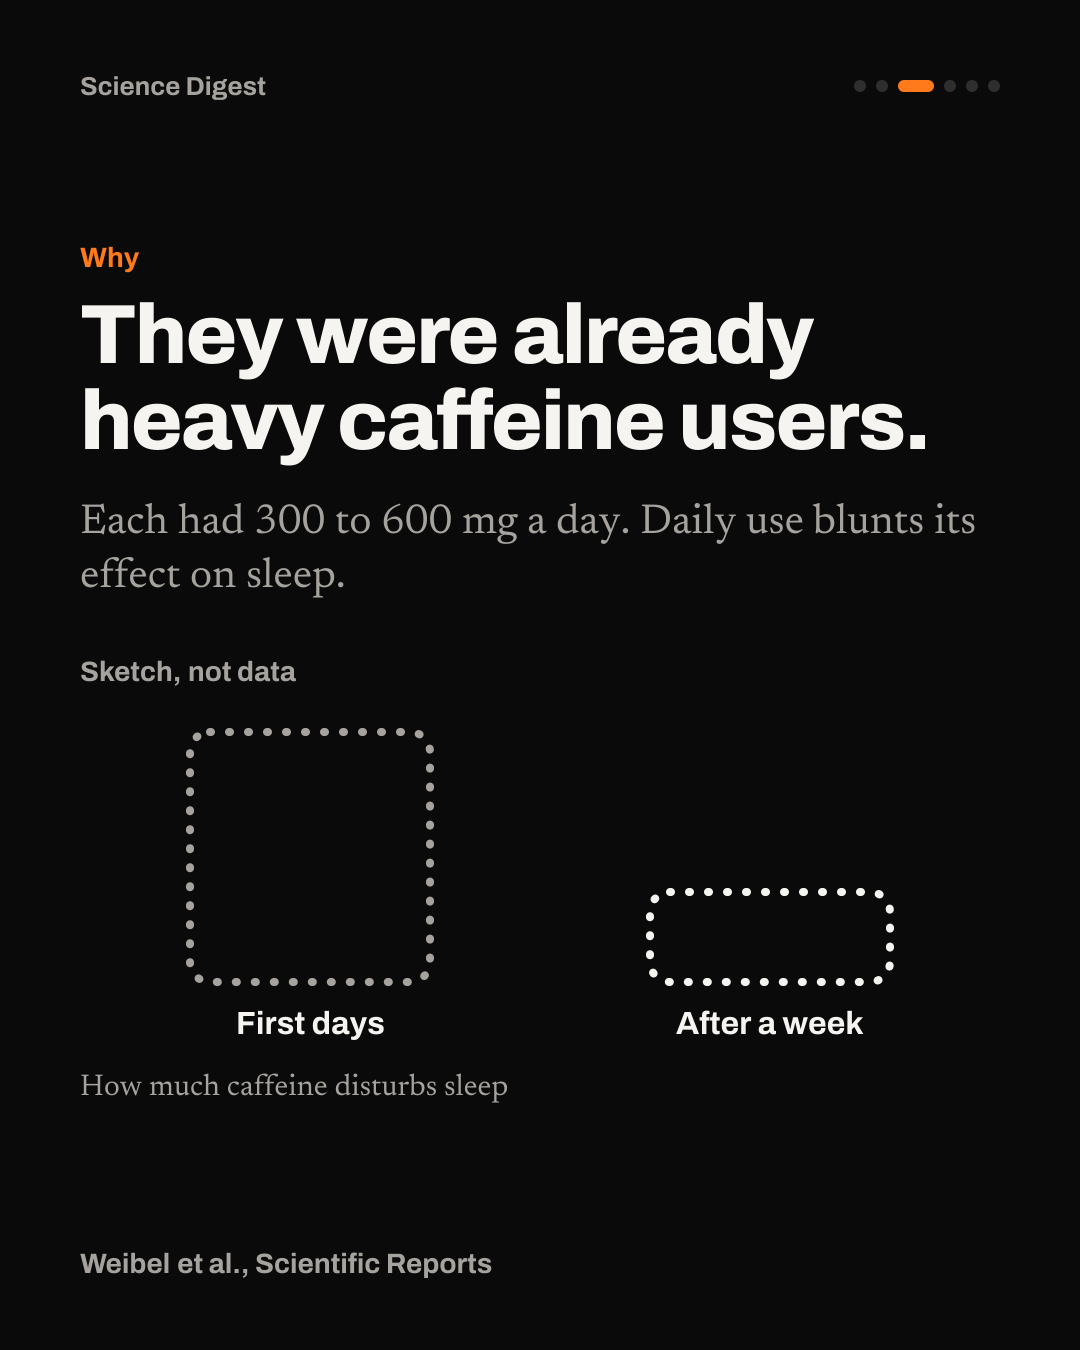 Science Digest
Why
They were already
heavy caffeine users.
Each had 300 to 600 mg a day. Daily use blunts its
effect on sleep.
Sketch, not data
First days
After a week
How much caffeine disturbs sleep
Weibel et al., Scientific Reports